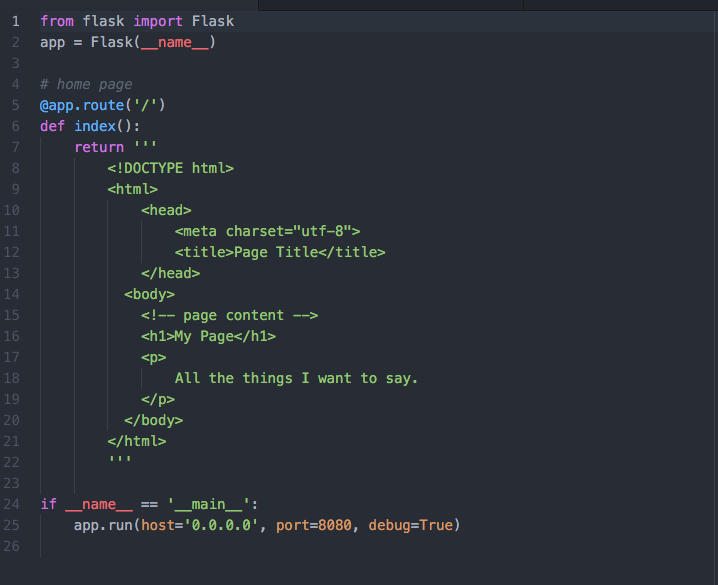 1 from flask import Flask
2 app = Flask(__name__)
3
4 # home page
5 @app.route('/')
6 def index():
7     return '''
8         <!DOCTYPE html>
9         <html>
10             <head>
11                 <meta charset="utf-8">
12                 <title>Page Title</title>
13             </head>
14           <body>
15             <!-- page content -->
16             <h1>My Page</h1>
17             <p>
18                 All the things I want to say.
19             </p>
20           </body>
21         </html>
22         '''
23
24 if __name__ == '__main__':
25     app.run(host='0.0.0.0', port=8080, debug=True)
26